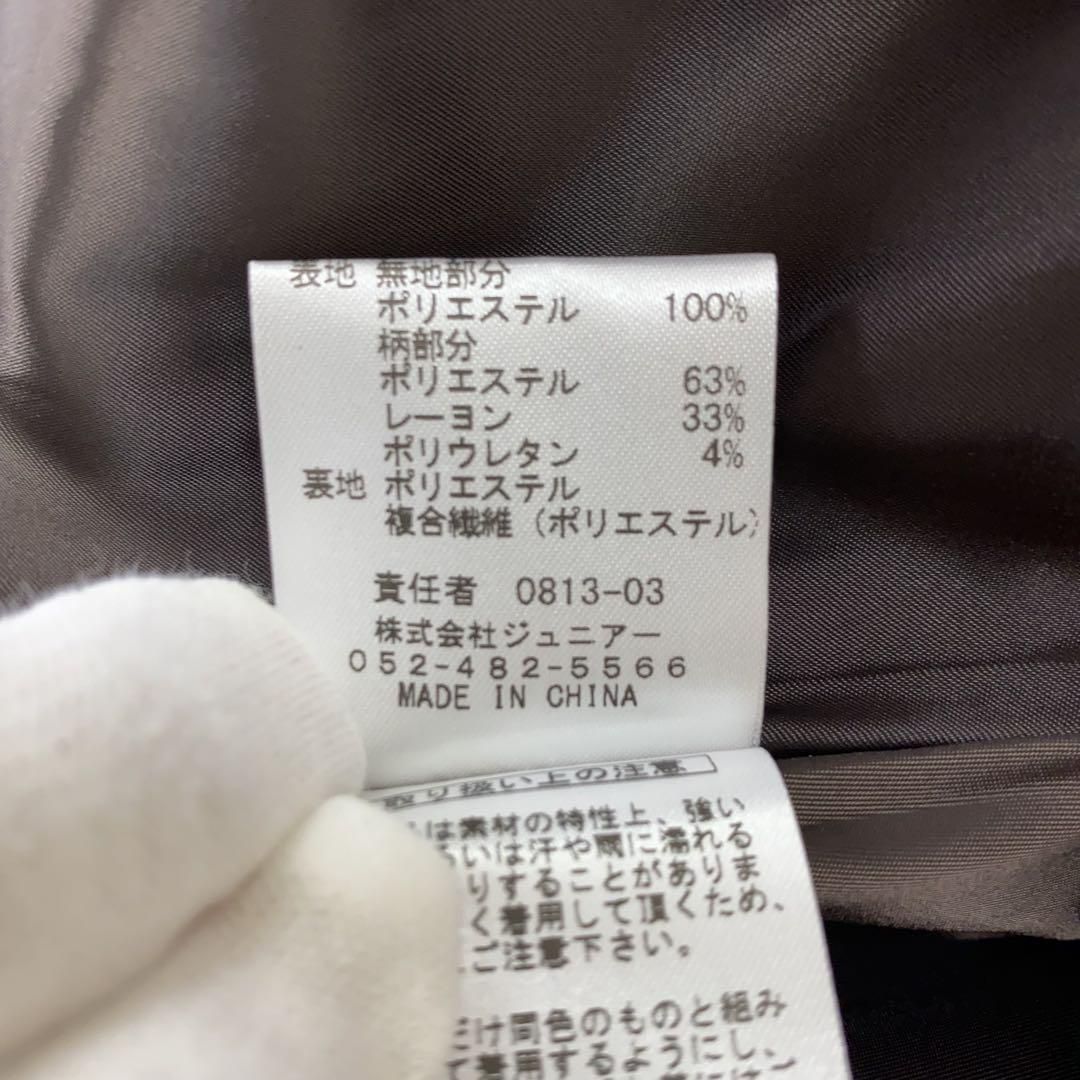 表地 無地部分
ポリエステル 100%
柄部分
ポリエステル 63%
レーヨン 33%
ポリウレタン 4%
裏地 ポリエステル
複合繊維(ポリエステル)
責任者 0813-03
株式会社ジュニアー
052-482-5566
MADE IN CHINA
取り扱い上の注意
は素材の特性上、強い
るいは汗や雨に濡れる
りすることがありま
く着用して頂くため、
ご注意下さい。
だけ同色のものと組み
て着用するようにし、